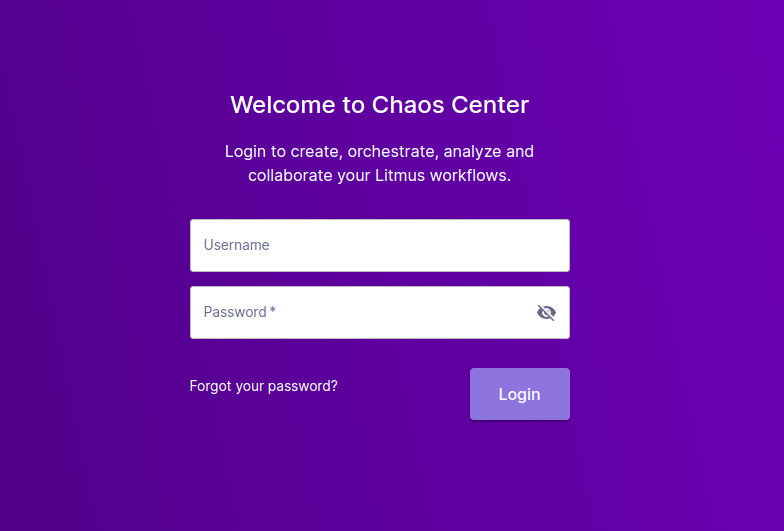 Welcome to Chaos Center
Login to create, orchestrate, analyze and
collaborate your Litmus workflows.
Username
Password *
Forgot your password?
Login